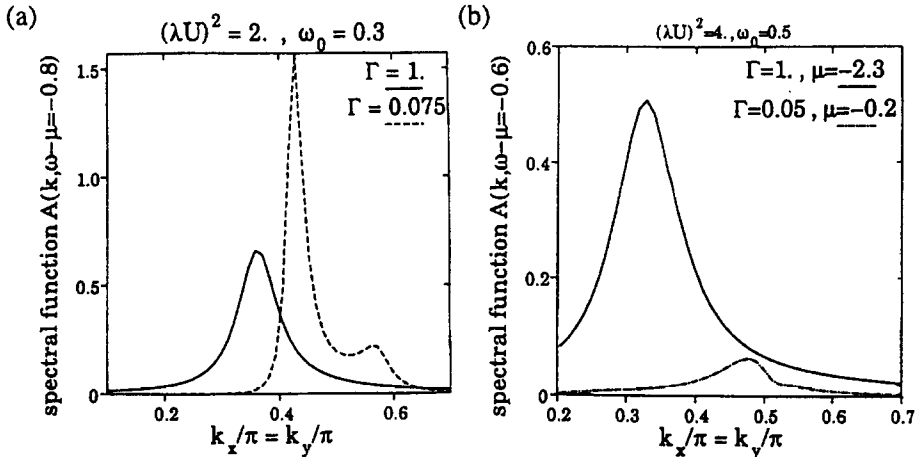 (a)
(λU)² = 2. , ω₀ = 0.3
spectral function A(k,ω−μ=−0.8)
1.5
1.0
0.5
0
Γ = 1.
Γ = 0.075
0.2
0.4
0.6
k_x/π = k_y/π
(b)
(λU)²=4., ω₀=0.5
spectral function A(k,ω−μ=−0.6)
0.6
0.4
0.2
0
Γ=1. , μ=−2.3
Γ=0.05 , μ=−0.2
0.2
0.3
0.4
0.5
0.6
0.7
k_x/π = k_y/π